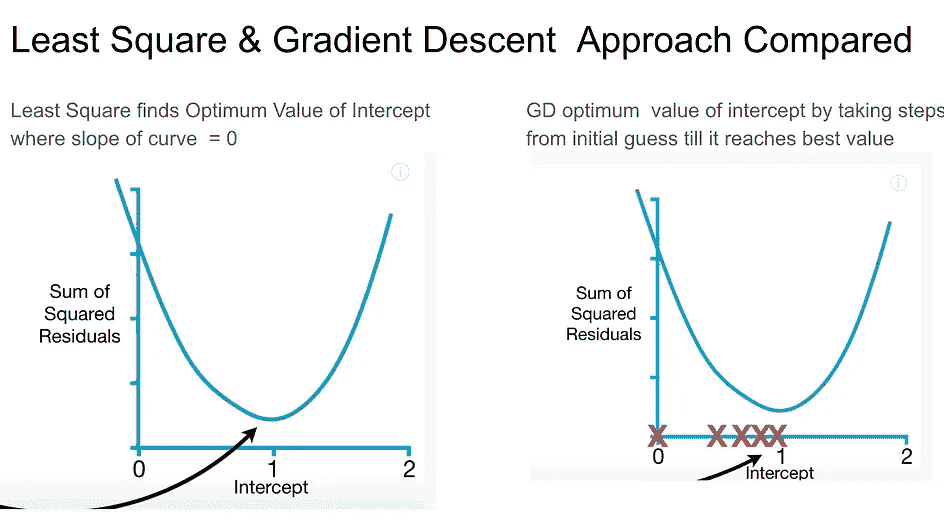 Least Square & Gradient Descent Approach Compared
Least Square finds Optimum Value of Intercept
where slope of curve = 0
GD optimum value of intercept by taking steps
from initial guess till it reaches best value
Sum of
Squared
Residuals
0
1
2
Intercept
Sum of
Squared
Residuals
X X X X X
0
1
2
Intercept